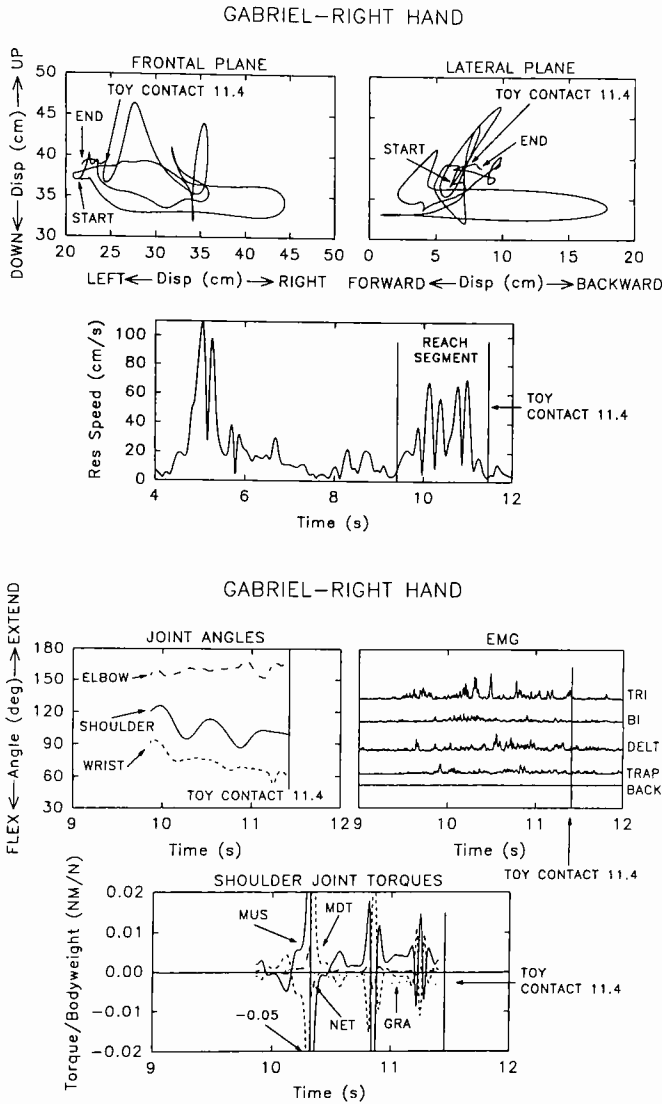 GABRIEL-RIGHT HAND
FRONTAL PLANE
LATERAL PLANE
DOWN ← Disp (cm) → UP
50
45
40
35
30
TOY CONTACT 11.4
END
START
20 25 30 35 40 45 50
LEFT ← Disp (cm) → RIGHT
TOY CONTACT 11.4
END
START
0 5 10 15 20
FORWARD ← Disp (cm) → BACKWARD
Res Speed (cm/s)
100
80
60
40
20
0
REACH
SEGMENT
TOY
CONTACT 11.4
4 6 8 10 12
Time (s)
GABRIEL-RIGHT HAND
JOINT ANGLES
EMG
FLEX ← Angle (deg) → EXTEND
180
150
120
90
60
30
ELBOW
SHOULDER
WRIST
TOY CONTACT 11.4
9 10 11 12
Time (s)
TRI
BI
DELT
TRAP
BACK
9 10 11 12
Time (s)
TOY CONTACT 11.4
SHOULDER JOINT TORQUES
Torque/Bodyweight (NM/N)
0.02
0.01
0.00
-0.01
-0.02
MUS
MDT
NET
GRA
-0.05
TOY
CONTACT 11.4
9 10 11 12
Time (s)